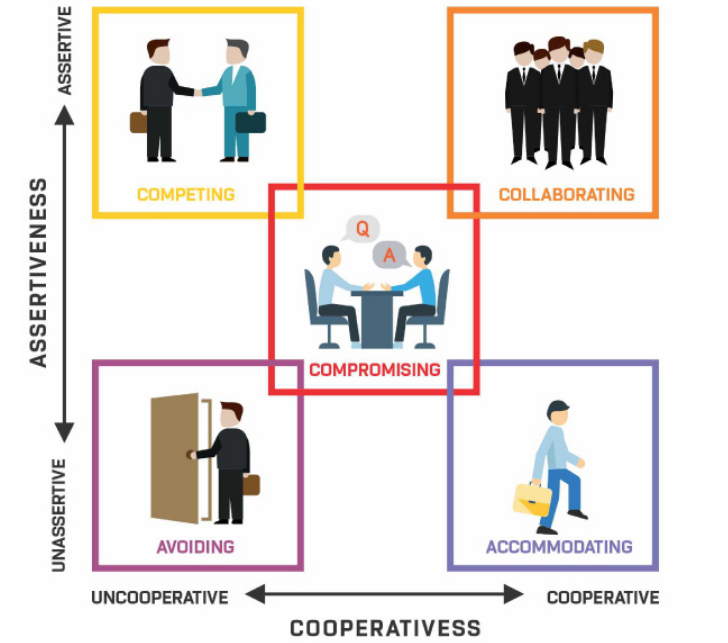 ASSERTIVE
COMPETING
COLLABORATING
ASSERTIVENESS
Q
A
COMPROMISING
UNASSERTIVE
AVOIDING
ACCOMMODATING
UNCOOPERATIVE
COOPERATIVE
COOPERATIVESS